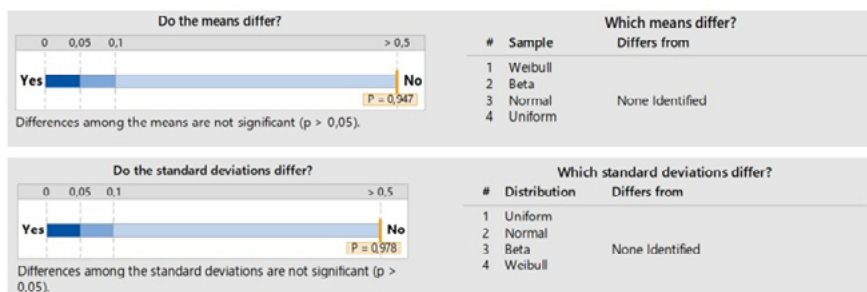 Do the means differ?
0 0,05 0,1 > 0,5
Yes No
P = 0,947
Differences among the means are not significant (p > 0,05).
Which means differ?
# Sample Differs from
1 Weibull
2 Beta
3 Normal None Identified
4 Uniform
Do the standard deviations differ?
0 0,05 0,1 > 0,5
Yes No
P = 0,978
Differences among the standard deviations are not significant (p >
0,05).
Which standard deviations differ?
# Distribution Differs from
1 Uniform
2 Normal
3 Beta None Identified
4 Weibull